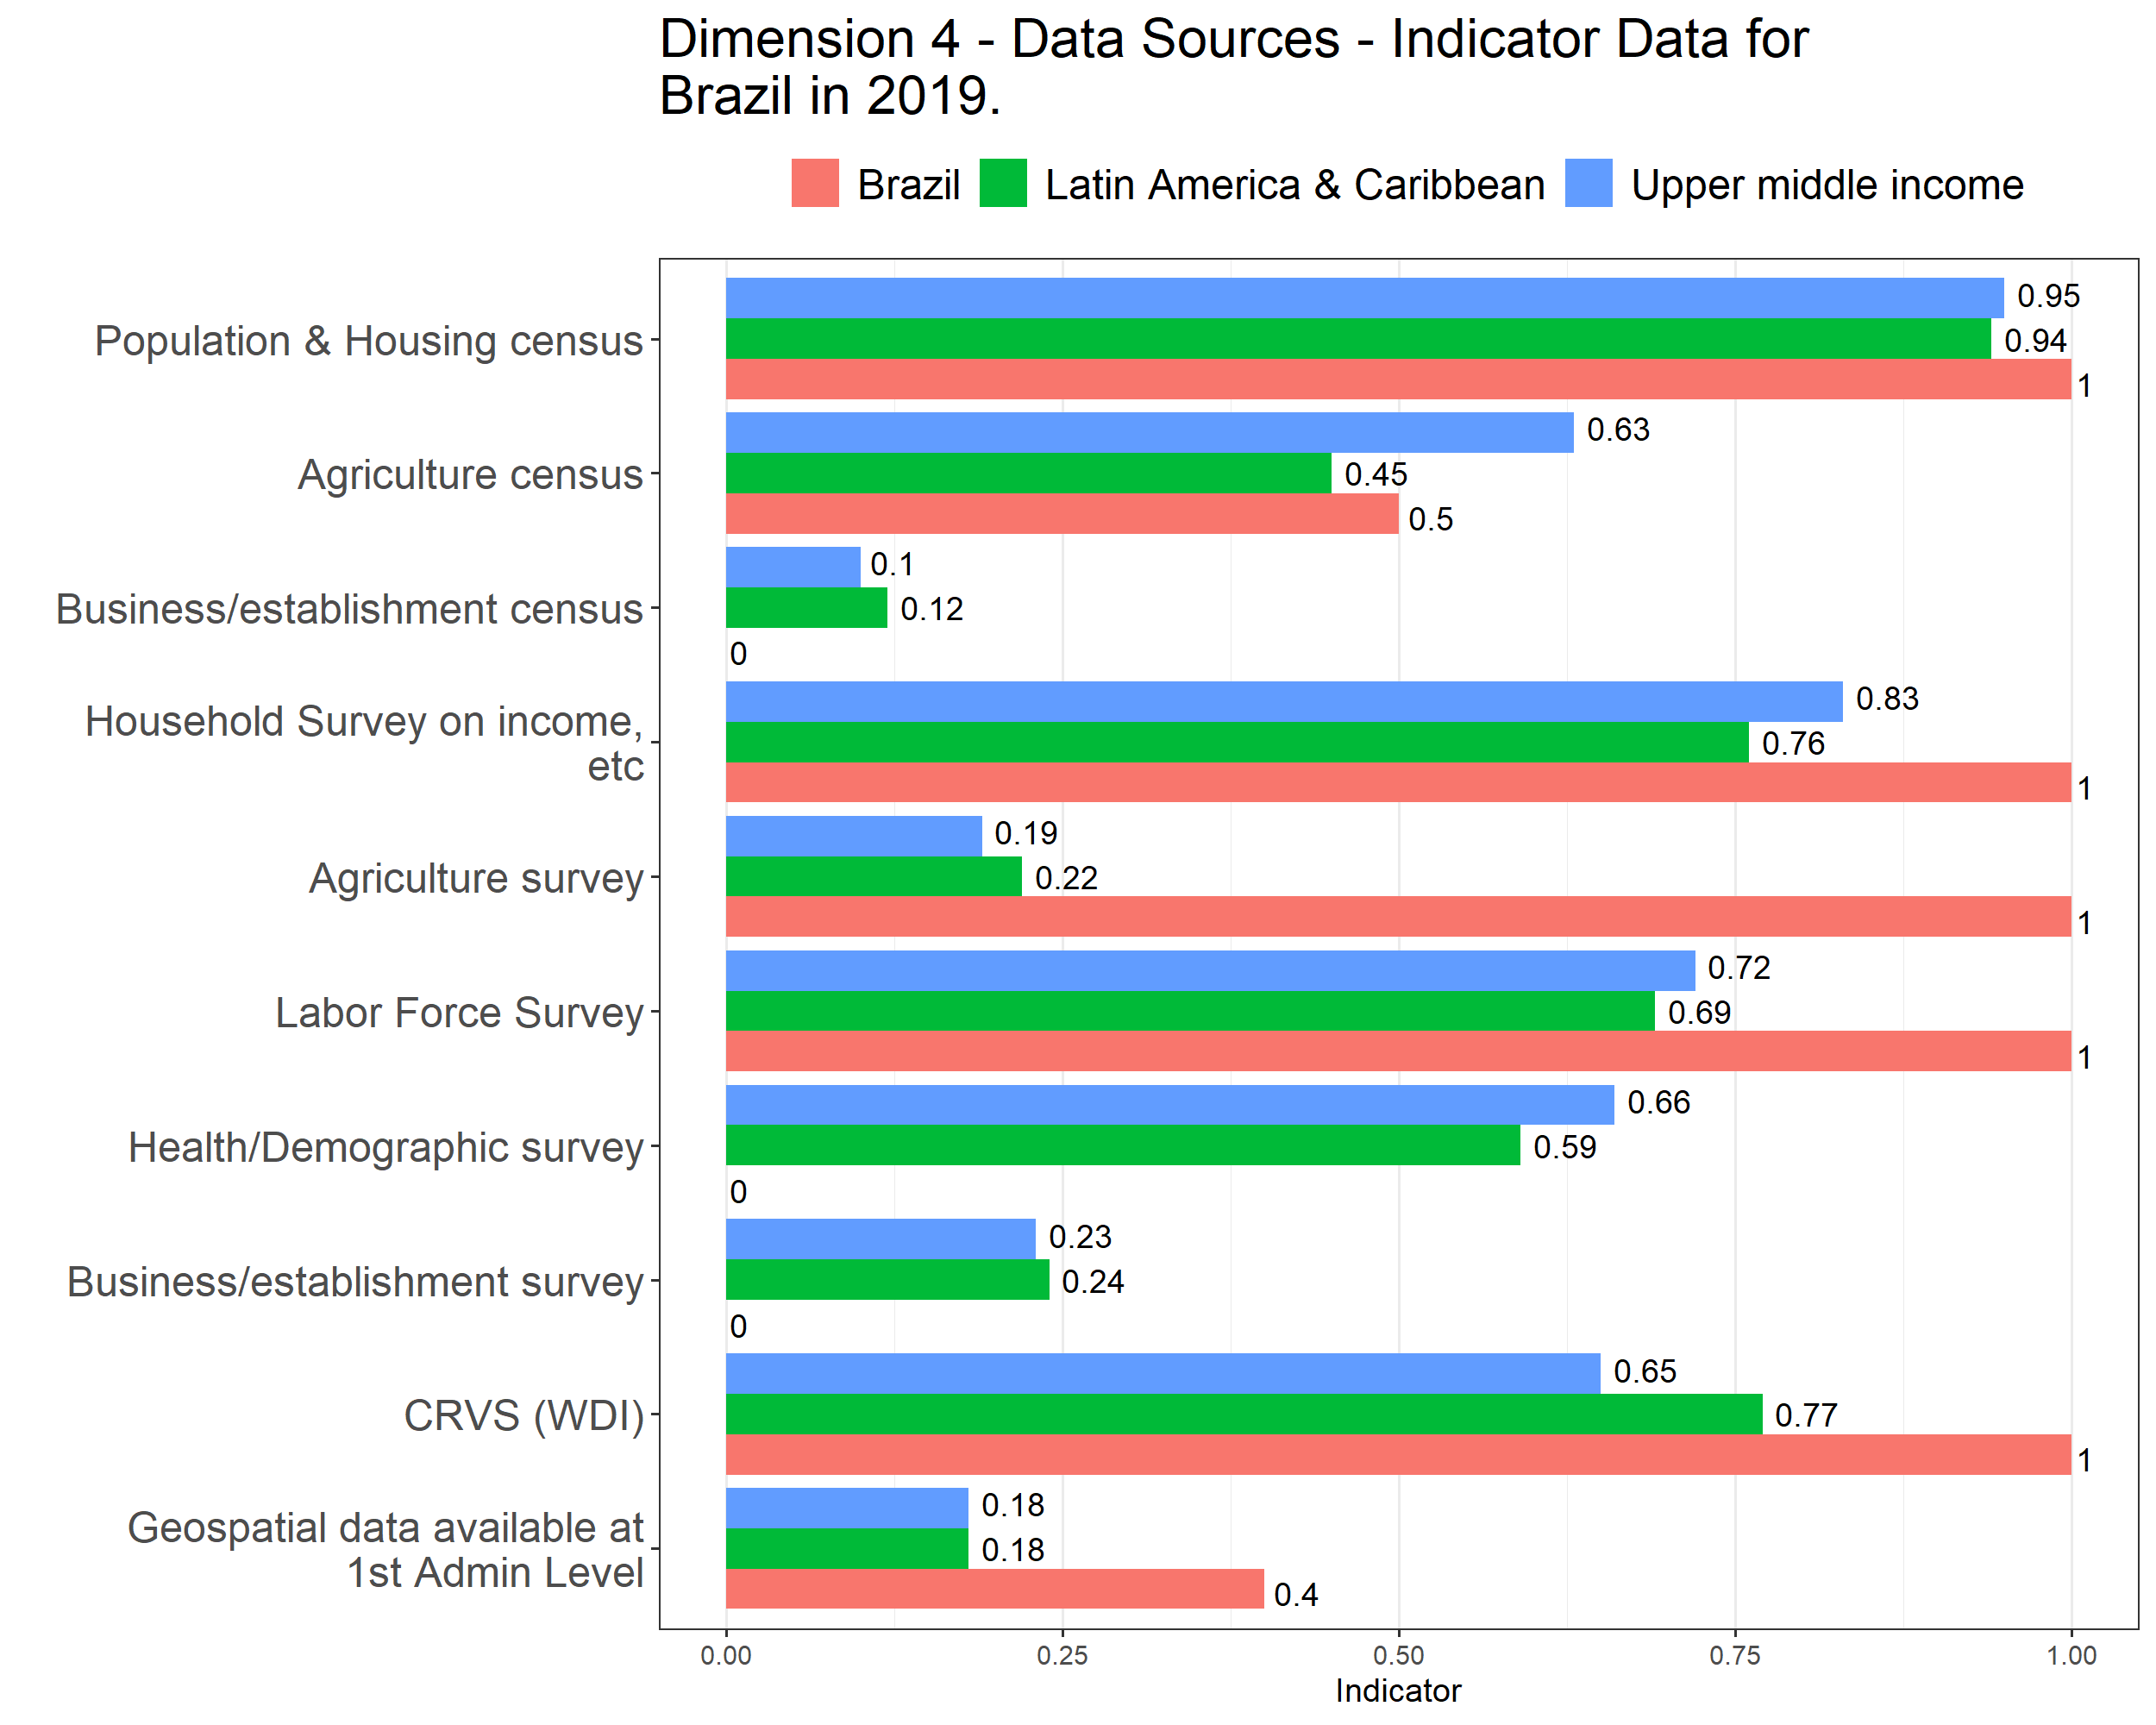 Dimension 4 - Data Sources - Indicator Data for
Brazil in 2019.
Brazil Latin America & Caribbean Upper middle income
Population & Housing census
0.95
0.94
1
Agriculture census
0.63
0.45
0.5
Business/establishment census
0.1
0.12
0
Household Survey on income,
etc
0.83
0.76
1
Agriculture survey
0.19
0.22
1
Labor Force Survey
0.72
0.69
1
Health/Demographic survey
0.66
0.59
0
Business/establishment survey
0.23
0.24
0
CRVS (WDI)
0.65
0.77
1
Geospatial data available at
1st Admin Level
0.18
0.18
0.4
0.00 0.25 0.50 0.75 1.00
Indicator